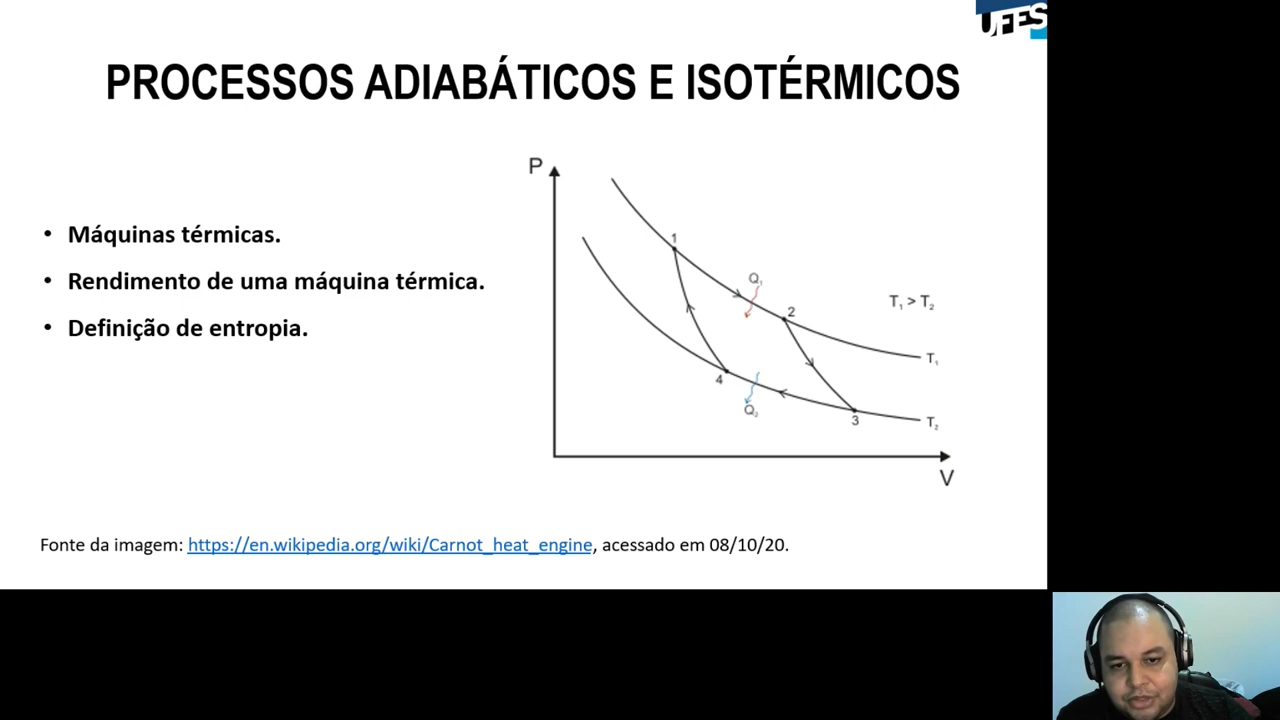 UFES
PROCESSOS ADIABÁTICOS E ISOTÉRMICOS
P
• Máquinas térmicas.
• Rendimento de uma máquina térmica.
• Definição de entropia.
1
Q₁
2
T₁ > T₂
T₁
4
Q₂
3
T₂
V
Fonte da imagem: https://en.wikipedia.org/wiki/Carnot_heat_engine, acessado em 08/10/20.